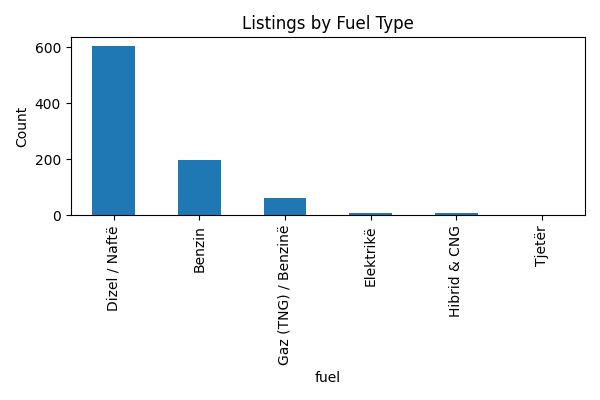 Listings by Fuel Type
Count
600
400
200
0
Dizel / Naftë
Benzin
Gaz (TNG) / Benzinë
Elektrikë
Hibrid & CNG
Tjetër
fuel